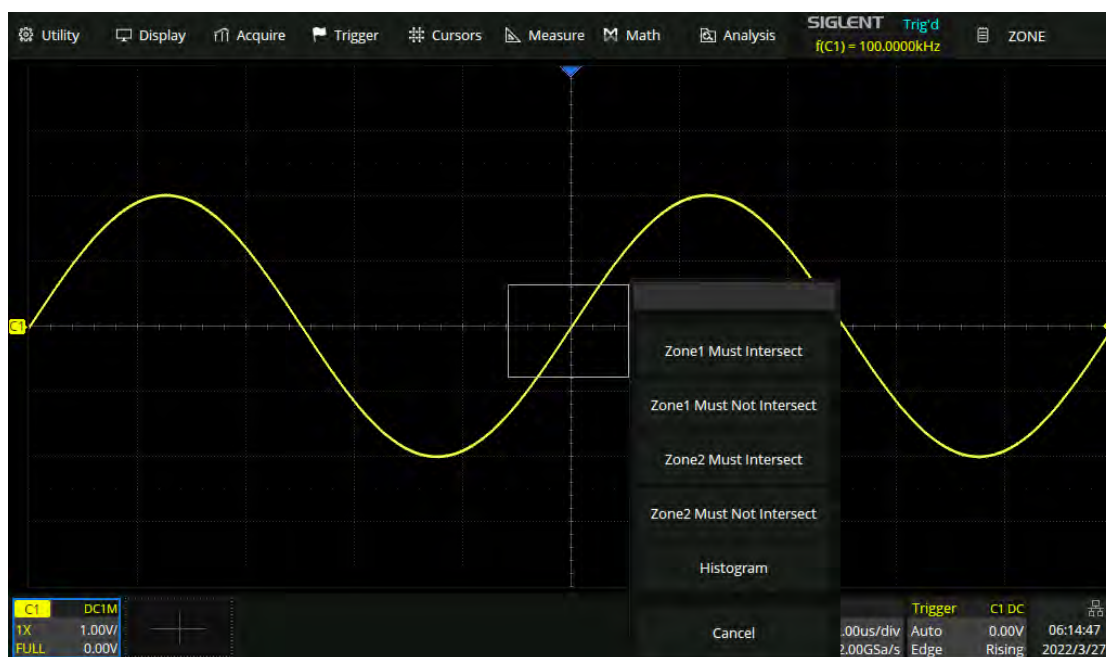 Utility Display Acquire Trigger Cursors Measure Math Analysis SIGLENT Trig'd ZONE
f(C1) = 100.0000kHz
C1
Zone1 Must Intersect
Zone1 Must Not Intersect
Zone2 Must Intersect
Zone2 Must Not Intersect
Histogram
Cancel
C1 DC1M
1X 1.00V/
FULL 0.00V
Trigger C1 DC
.00us/div Auto 0.00V 06:14:47
2.00GSa/s Edge Rising 2022/3/27